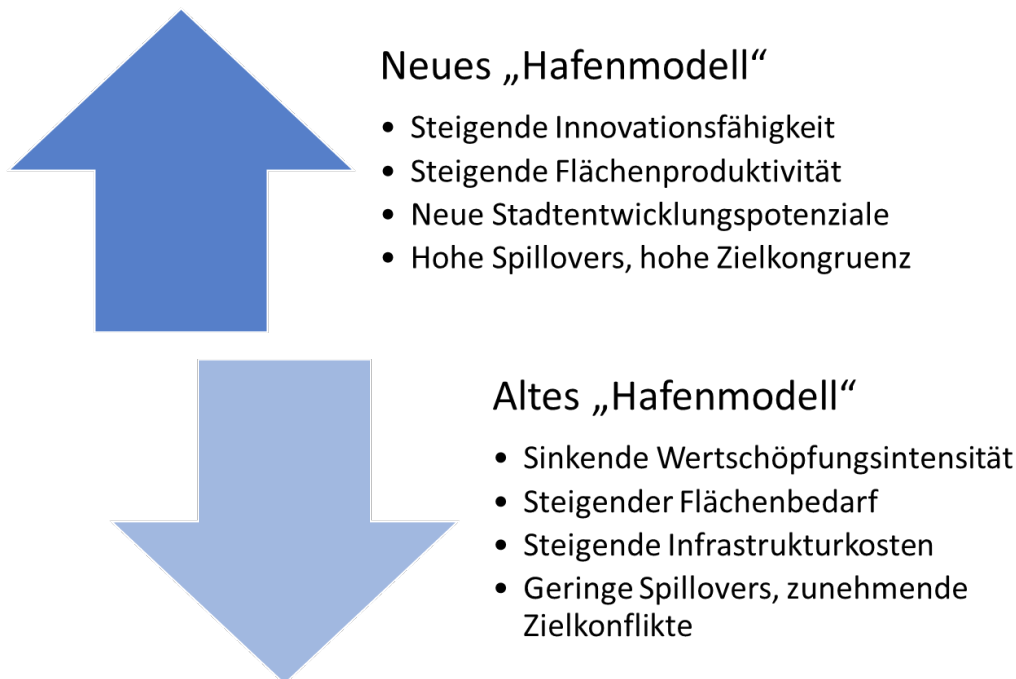 Neues „Hafenmodell“
• Steigende Innovationsfähigkeit
• Steigende Flächenproduktivität
• Neue Stadtentwicklungspotenziale
• Hohe Spillovers, hohe Zielkongruenz
Altes „Hafenmodell“
• Sinkende Wertschöpfungsintensität
• Steigender Flächenbedarf
• Steigende Infrastrukturkosten
• Geringe Spillovers, zunehmende
Zielkonflikte